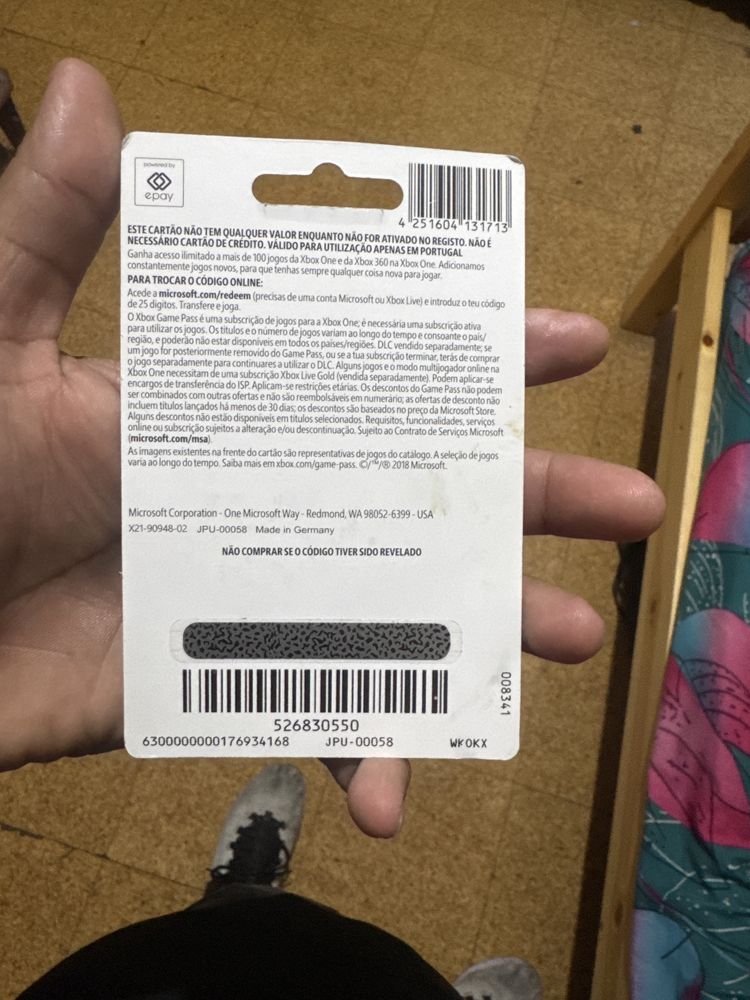 powered by
epay
4 251604 131713
ESTE CARTÃO NÃO TEM QUALQUER VALOR ENQUANTO NÃO FOR ATIVADO NO REGISTO. NÃO É
NECESSÁRIO CARTÃO DE CRÉDITO. VÁLIDO PARA UTILIZAÇÃO APENAS EM PORTUGAL
Ganha acesso ilimitado a mais de 100 jogos da Xbox One e da Xbox 360 na Xbox One. Adicionamos
constantemente jogos novos, para que tenhas sempre qualquer coisa nova para jogar.
PARA TROCAR O CÓDIGO ONLINE:
Acede a microsoft.com/redeem (precisas de uma conta Microsoft ou Xbox Live) e introduz o teu código
de 25 dígitos. Transfere e joga.
O Xbox Game Pass é uma subscrição de jogos para a Xbox One; é necessária uma subscrição ativa
para utilizar os jogos. Os títulos e o número de jogos variam ao longo do tempo e consoante o país/
região, e poderão não estar disponíveis em todos os países/regiões. DLC vendido separadamente; se
um jogo for posteriormente removido do Game Pass, ou se a tua subscrição terminar, terás de comprar
o jogo separadamente para continuares a utilizar o DLC. Alguns jogos e o modo multijogador online na
Xbox One necessitam de uma subscrição Xbox Live Gold (vendida separadamente). Podem aplicar-se
encargos de transferência do ISP. Aplicam-se restrições etárias. Os descontos do Game Pass não podem
ser combinados com outras ofertas e não são reembolsáveis em numerário; as ofertas de desconto não
incluem títulos lançados há menos de 30 dias; os descontos são baseados no preço da Microsoft Store.
Alguns descontos não estão disponíveis em títulos selecionados. Requisitos, funcionalidades, serviços
online ou subscrição sujeitos a alteração e/ou descontinuação. Sujeito ao Contrato de Serviços Microsoft
(microsoft.com/msa).
As imagens existentes na frente do cartão são representativas de jogos do catálogo. A seleção de jogos
varia ao longo do tempo. Saiba mais em xbox.com/game-pass. ©/™/® 2018 Microsoft.
Microsoft Corporation - One Microsoft Way - Redmond, WA 98052-6399 - USA
X21-90948-02 JPU-00058 Made in Germany
NÃO COMPRAR SE O CÓDIGO TIVER SIDO REVELADO
008341
526830550
6300000000176934168 JPU-00058 WK0KX